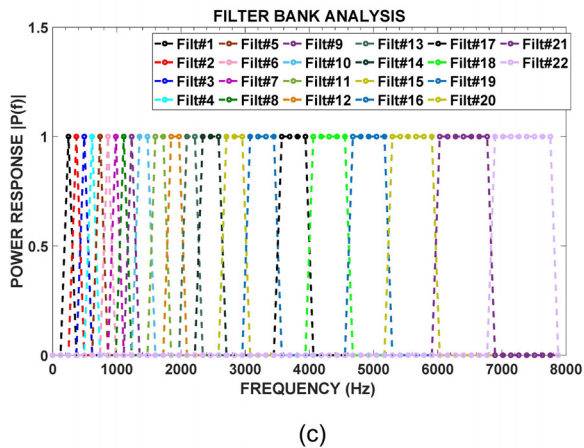 FILTER BANK ANALYSIS
1.5
Filt#1 Filt#5 Filt#9 Filt#13 Filt#17 Filt#21
Filt#2 Filt#6 Filt#10 Filt#14 Filt#18 Filt#22
Filt#3 Filt#7 Filt#11 Filt#15 Filt#19
Filt#4 Filt#8 Filt#12 Filt#16 Filt#20
1
0.5
0
POWER RESPONSE |P(f)|
0 1000 2000 3000 4000 5000 6000 7000 8000
FREQUENCY (Hz)
(c)